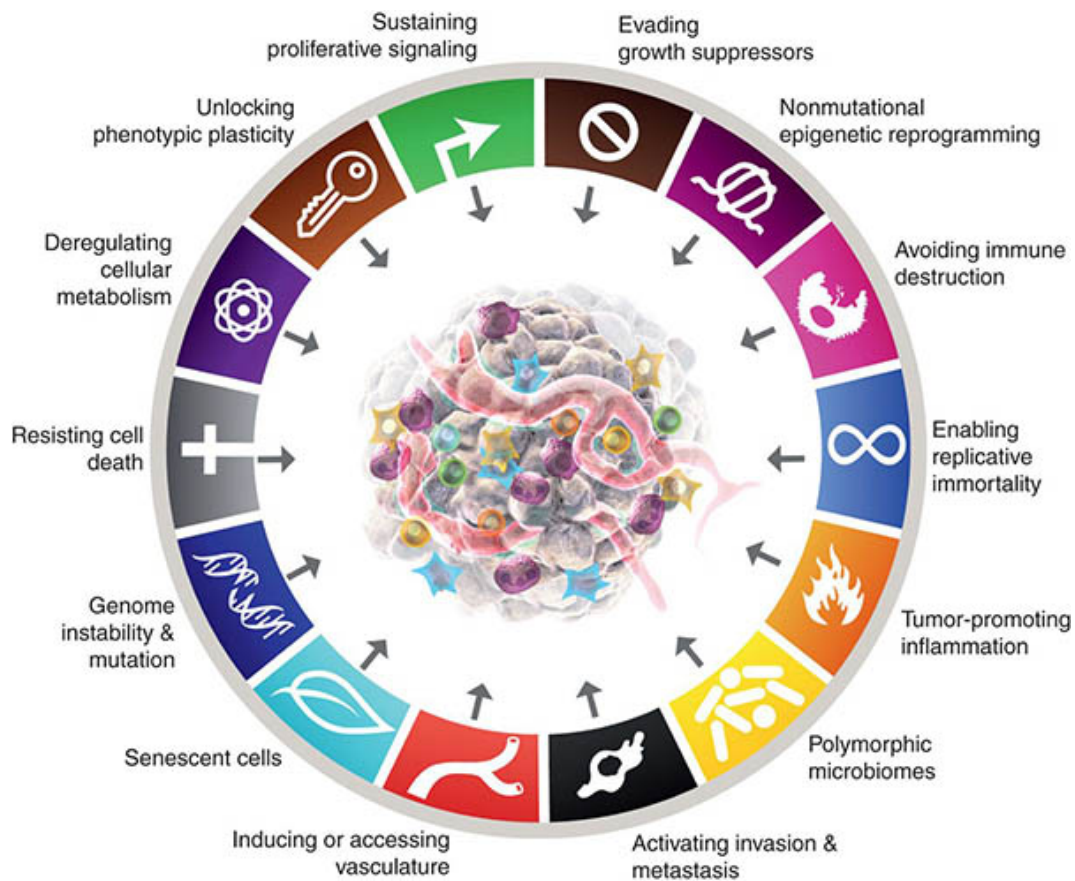 Sustaining
proliferative signaling
Evading
growth suppressors
Nonmutational
epigenetic reprogramming
Avoiding immune
destruction
Enabling
replicative
immortality
Tumor-promoting
inflammation
Polymorphic
microbiomes
Activating invasion &
metastasis
Inducing or accessing
vasculature
Senescent cells
Genome
instability &
mutation
Resisting cell
death
Deregulating
cellular
metabolism
Unlocking
phenotypic plasticity